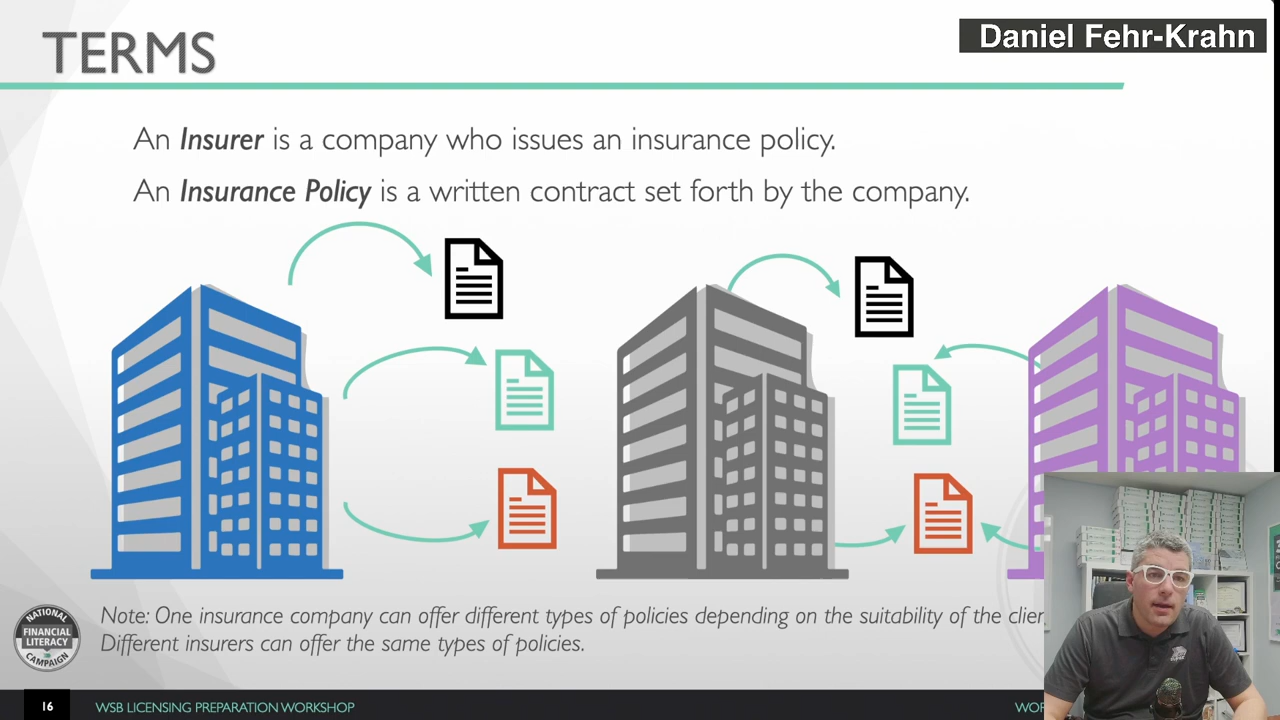 TERMS
Daniel Fehr-Krahn
An Insurer is a company who issues an insurance policy.
An Insurance Policy is a written contract set forth by the company.
Note: One insurance company can offer different types of policies depending on the suitability of the
Different insurers can offer the same types of policies.
NATIONAL
FINANCIAL
LITERACY
CAMPAIGN
16
WSB LICENSING PREPARATION WORKSHOP